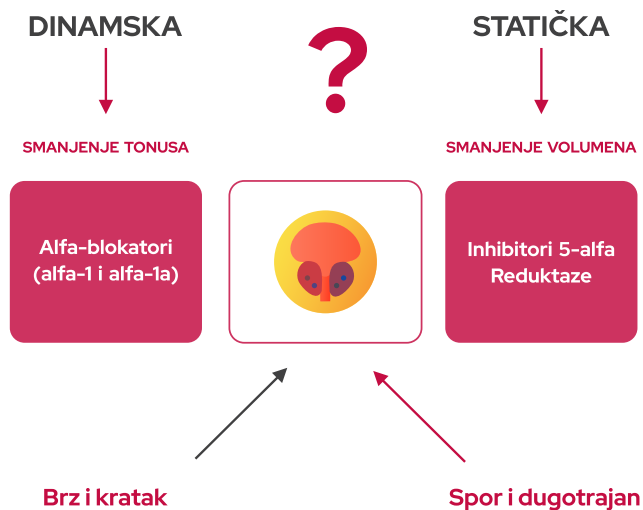 DINAMSKA
?
STATIČKA
SMANJENJE TONUSA
SMANJENJE VOLUMENA
Alfa-blokatori
(alfa-1 i alfa-1a)
Inhibitori 5-alfa
Reduktaze
Brz i kratak
Spor i dugotrajan